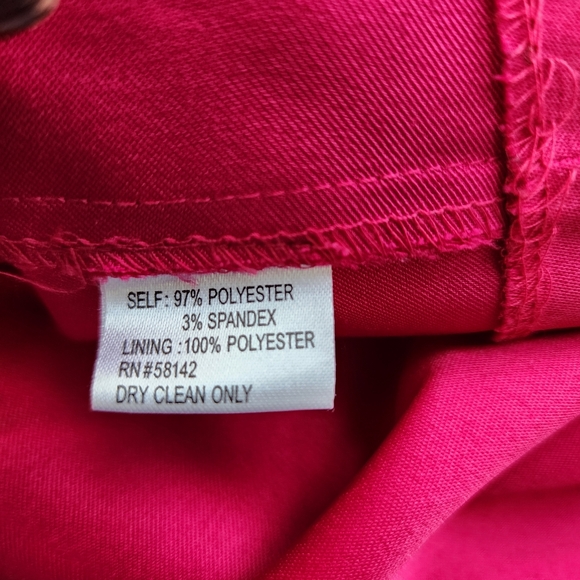 SELF: 97% POLYESTER
3% SPANDEX
LINING :100% POLYESTER
RN#58142
DRY CLEAN ONLY